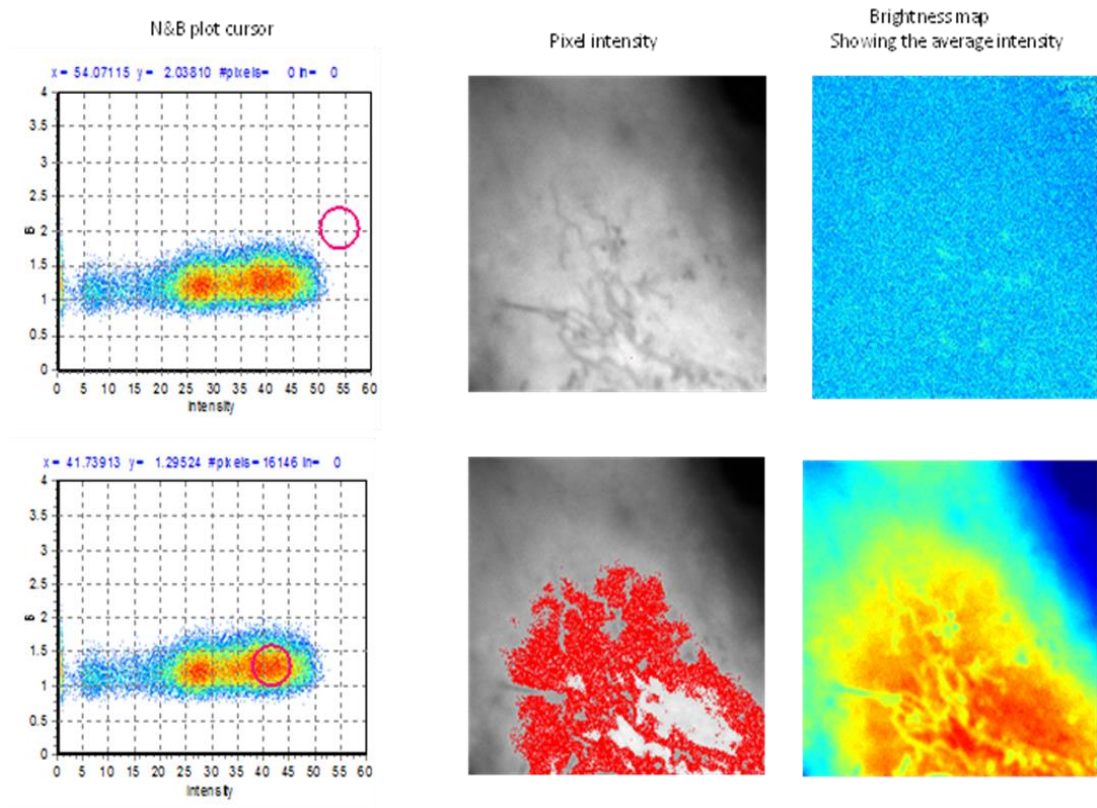 N&B plot cursor
Pixel intensity
Brightness map
Showing the average intensity
x= 54.07115 y= 2.03810 #pixels= 0 in= 0
4
3.5
3
2.5
2
1.5
1
0.5
0
B
0 5 10 15 20 25 30 35 40 45 50 55 60
Intensity
x= 41.73913 y= 1.29524 #pixels=16146 in= 0
4
3.5
3
2.5
2
1.5
1
0.5
0
B
0 5 10 15 20 25 30 35 40 45 50 55 60
Intensity